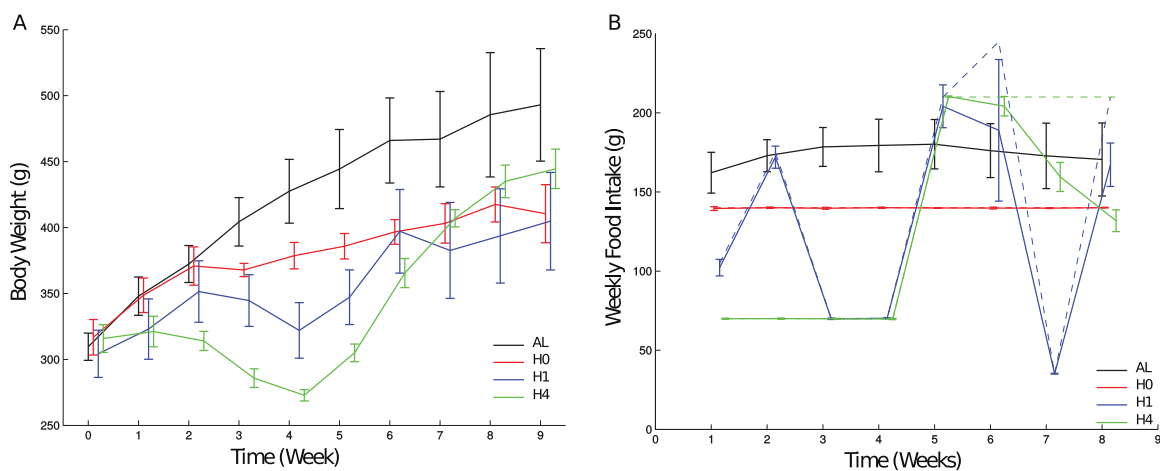 A
550
500
450
400
350
300
250
Body Weight (g)
0 1 2 3 4 5 6 7 8 9
Time (Week)
AL
H0
H1
H4
B
250
200
150
100
50
0
Weekly Food Intake (g)
0 1 2 3 4 5 6 7 8 9
Time (Weeks)
AL
H0
H1
H4